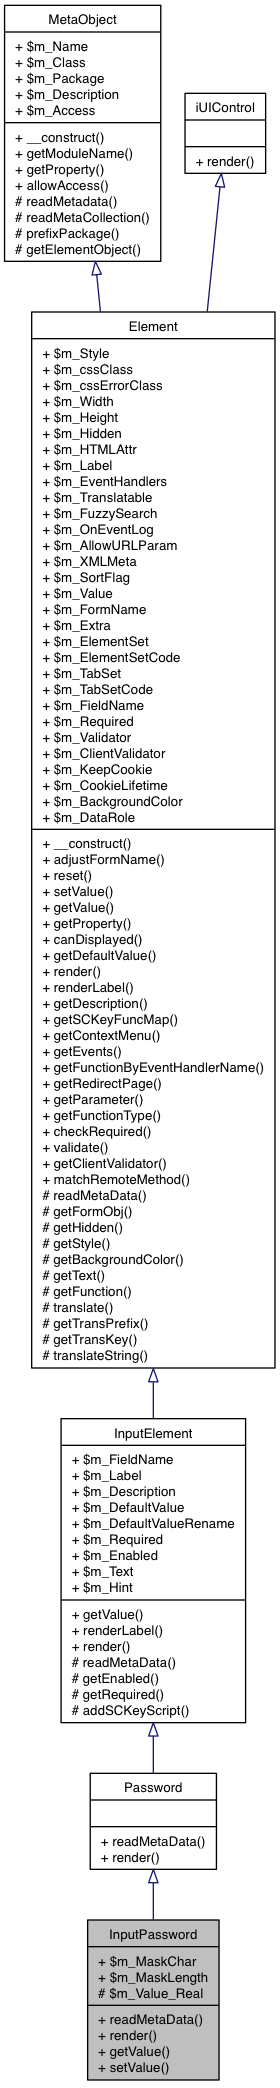 MetaObject
+ $m_Name
+ $m_Class
+ $m_Package
+ $m_Description
+ $m_Access
+ __construct()
+ getModuleName()
+ getProperty()
+ allowAccess()
# readMetadata()
# readMetaCollection()
# prefixPackage()
# getElementObject()
iUIControl
+ render()
Element
+ $m_Style
+ $m_cssClass
+ $m_cssErrorClass
+ $m_Width
+ $m_Height
+ $m_Hidden
+ $m_HTMLAttr
+ $m_Label
+ $m_EventHandlers
+ $m_Translatable
+ $m_FuzzySearch
+ $m_OnEventLog
+ $m_AllowURLParam
+ $m_XMLMeta
+ $m_SortFlag
+ $m_Value
+ $m_FormName
+ $m_Extra
+ $m_ElementSet
+ $m_ElementSetCode
+ $m_TabSet
+ $m_TabSetCode
+ $m_FieldName
+ $m_Required
+ $m_Validator
+ $m_ClientValidator
+ $m_KeepCookie
+ $m_CookieLifetime
+ $m_BackgroundColor
+ $m_DataRole
+ __construct()
+ adjustFormName()
+ reset()
+ setValue()
+ getValue()
+ getProperty()
+ canDisplayed()
+ getDefaultValue()
+ render()
+ renderLabel()
+ getDescription()
+ getSCKeyFuncMap()
+ getContextMenu()
+ getEvents()
+ getFunctionByEventHandlerName()
+ getRedirectPage()
+ getParameter()
+ getFunctionType()
+ checkRequired()
+ validate()
+ getClientValidator()
+ matchRemoteMethod()
# readMetaData()
# getFormObj()
# getHidden()
# getStyle()
# getBackgroundColor()
# getText()
# getFunction()
# translate()
# getTransPrefix()
# getTransKey()
# translateString()
InputElement
+ $m_FieldName
+ $m_Label
+ $m_Description
+ $m_DefaultValue
+ $m_DefaultValueRename
+ $m_Required
+ $m_Enabled
+ $m_Text
+ $m_Hint
+ getValue()
+ renderLabel()
+ render()
# readMetaData()
# getEnabled()
# getRequired()
# addSCKeyScript()
Password
+ readMetaData()
+ render()
InputPassword
+ $m_MaskChar
+ $m_MaskLength
# $m_Value_Real
+ readMetaData()
+ render()
+ getValue()
+ setValue()